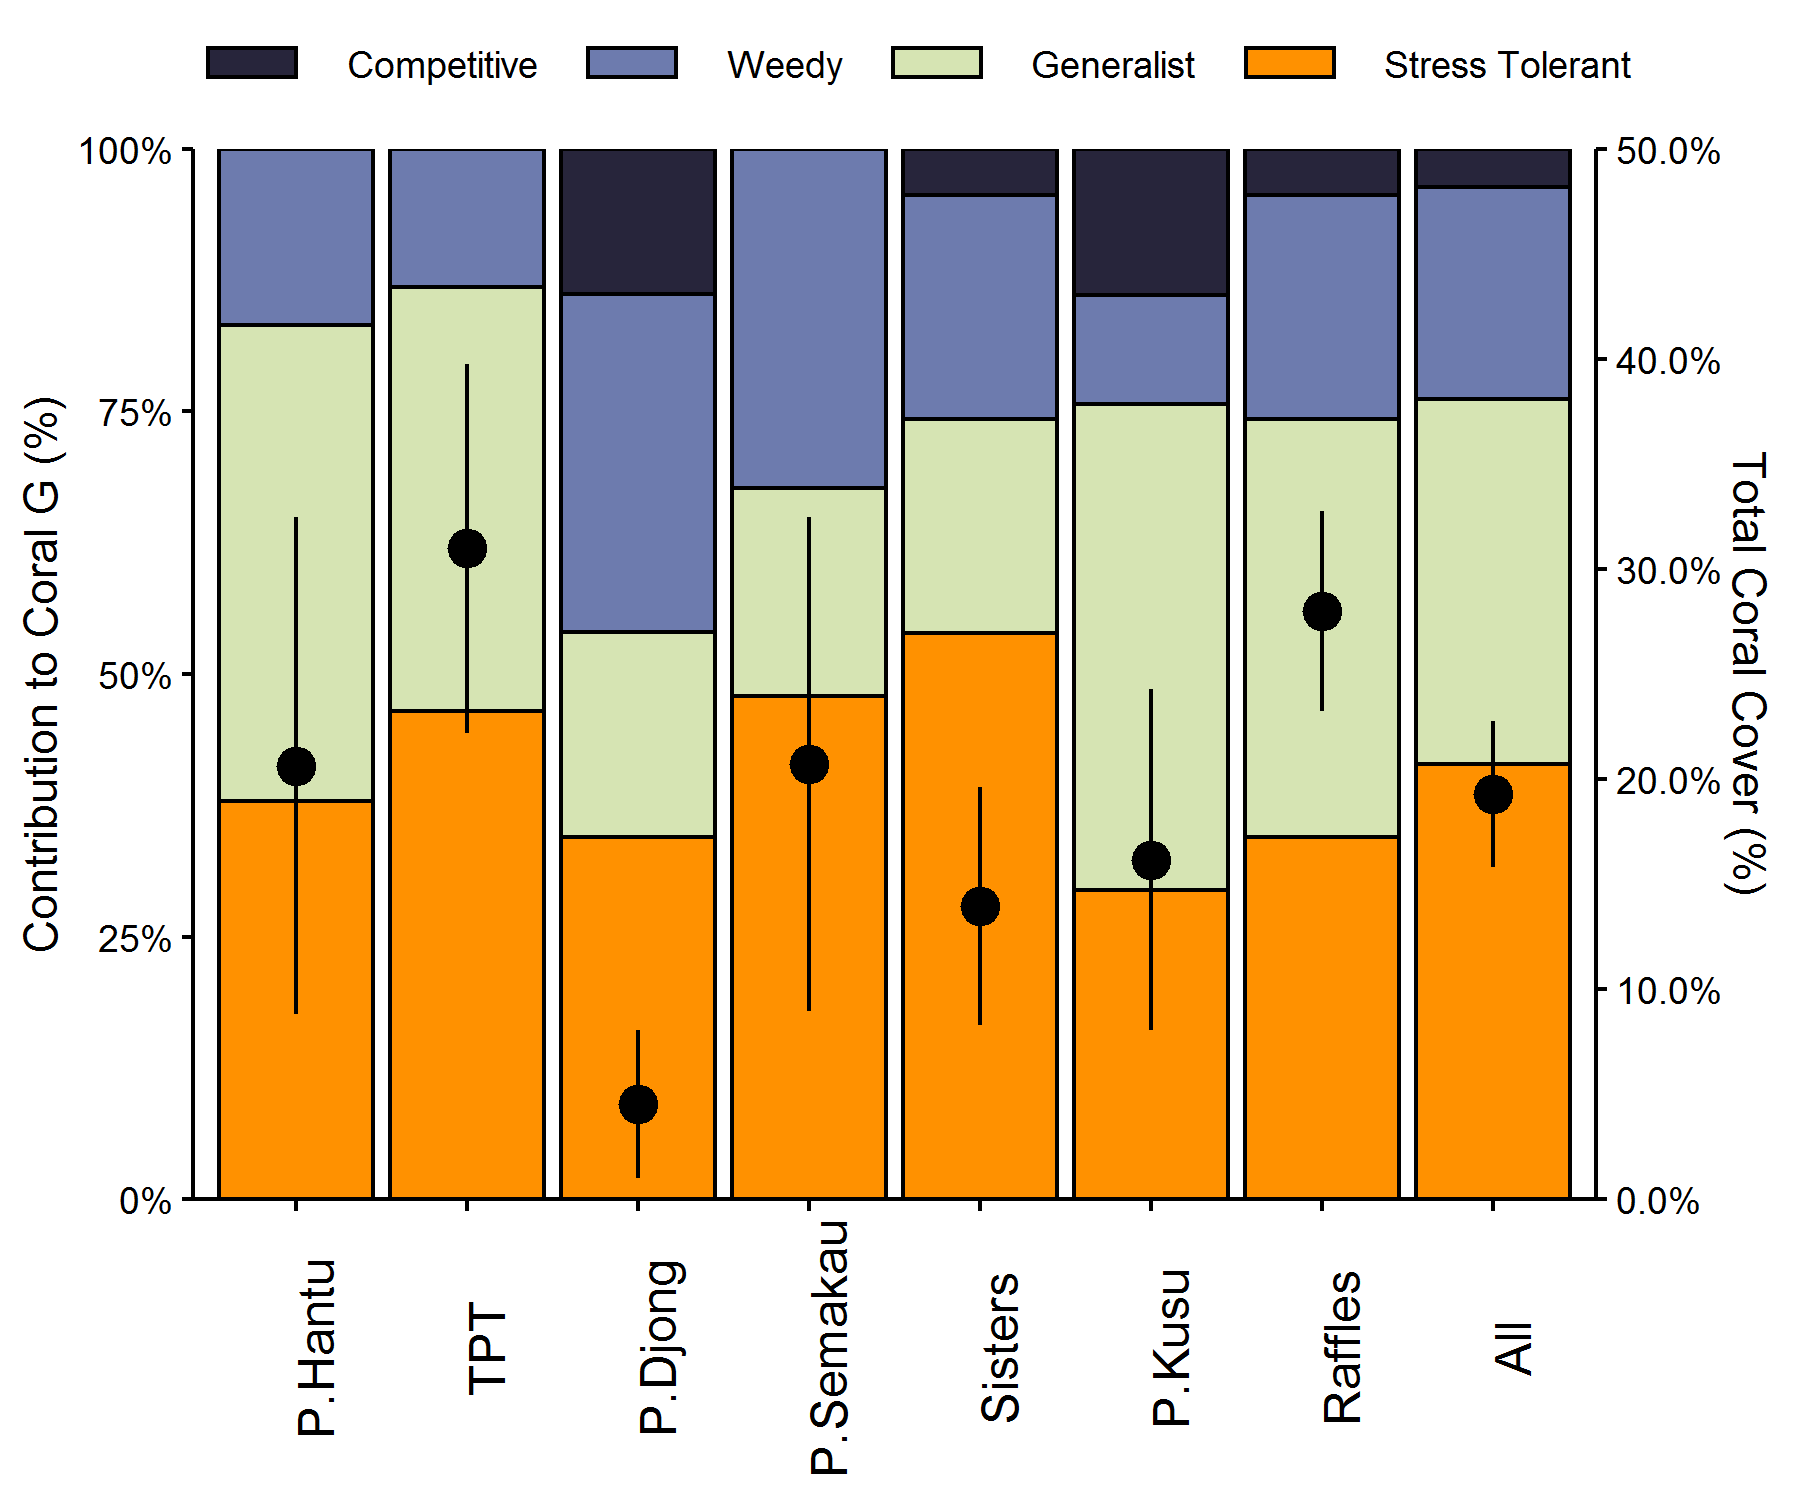 Competitive Weedy Generalist Stress Tolerant
100%
75%
50%
25%
0%
Contribution to Coral G (%)
50.0%
40.0%
30.0%
20.0%
10.0%
0.0%
Total Coral Cover (%)
P.Hantu
TPT
P.Djong
P.Semakau
Sisters
P.Kusu
Raffles
All